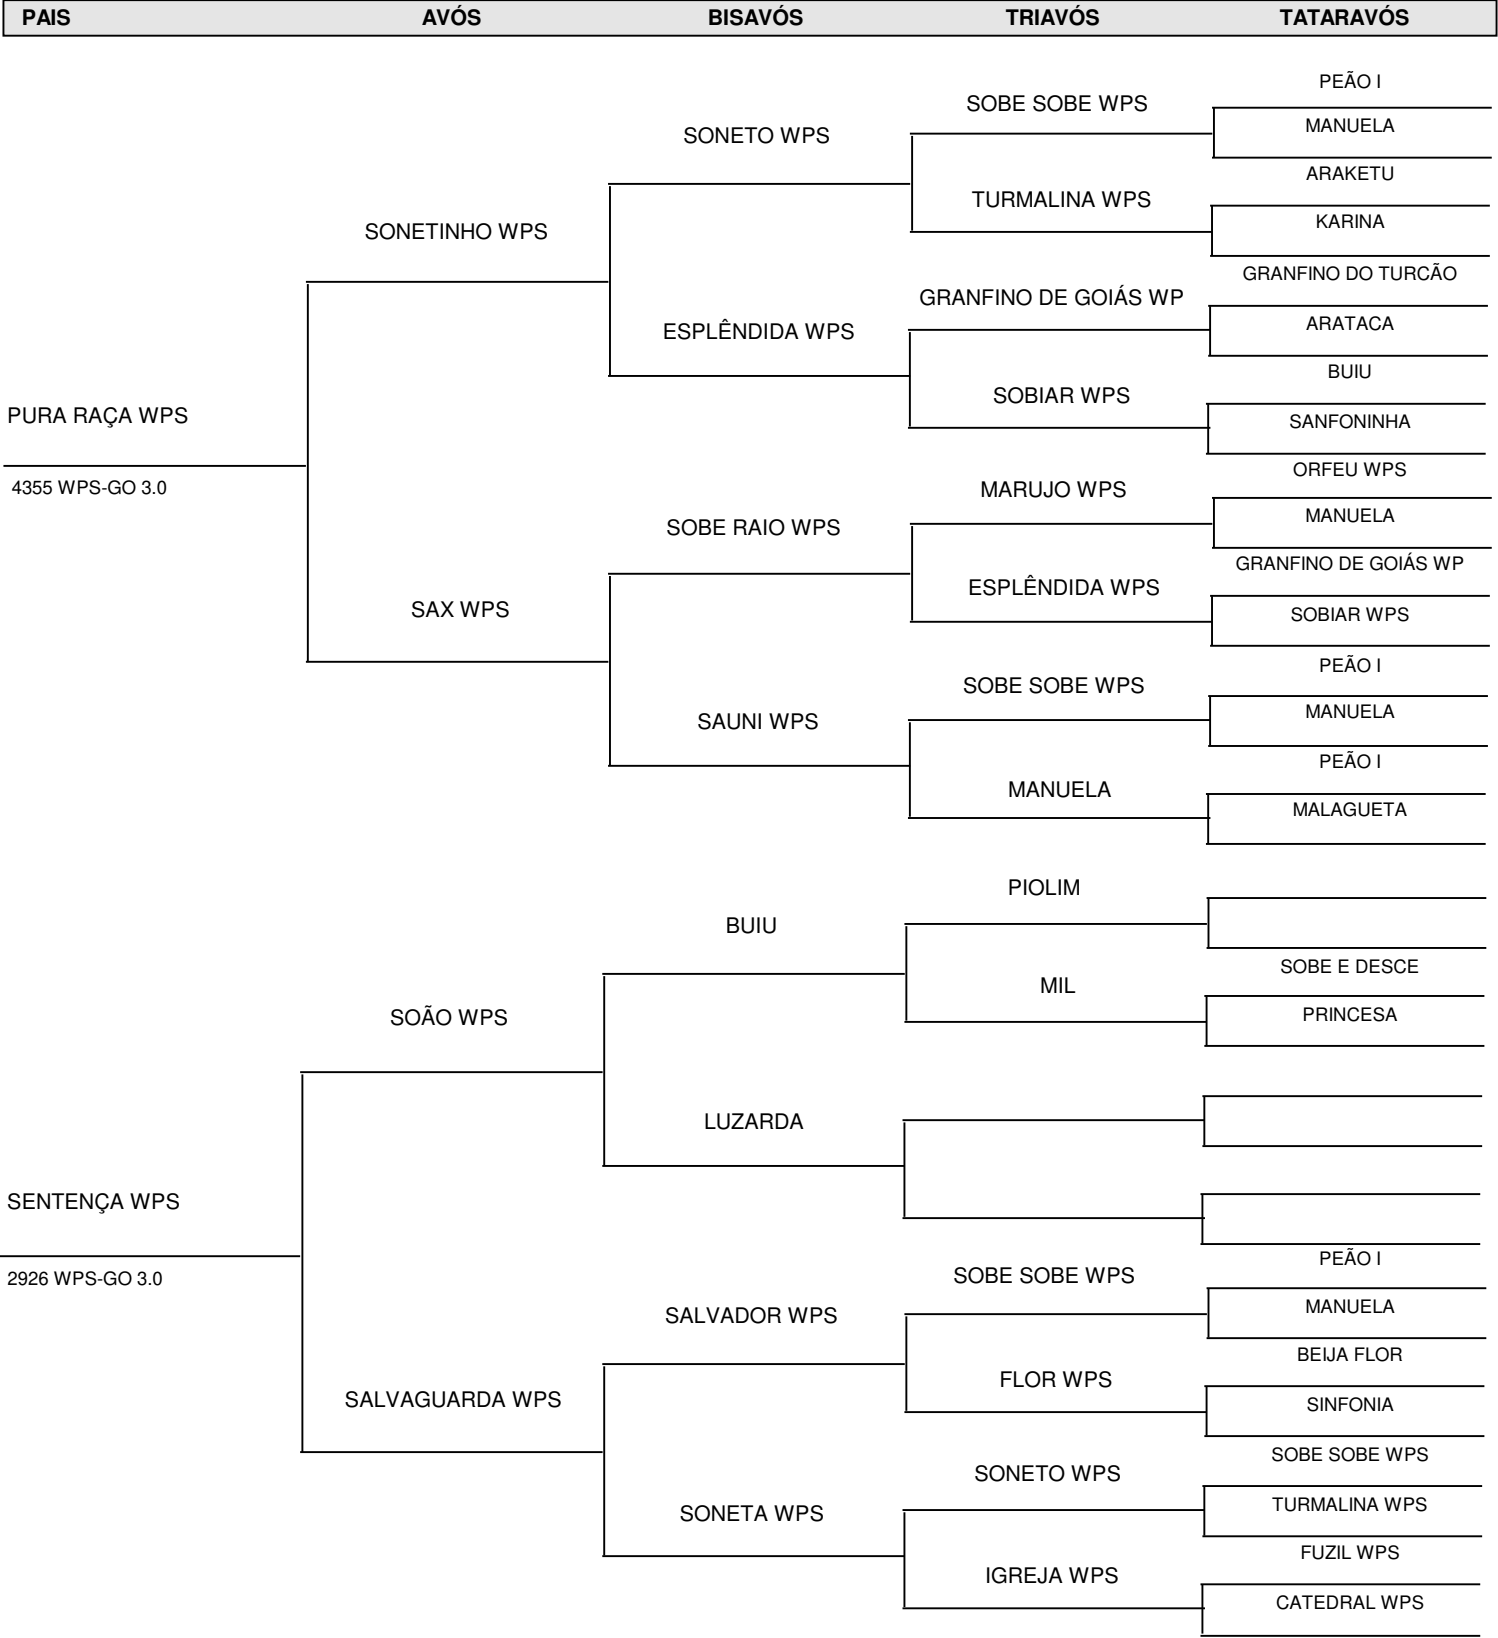 PAIS AVÓS BISAVÓS TRIAVÓS TATARAVÓS
PEÃO I
SOBE SOBE WPS
MANUELA
SONETO WPS
ARAKETU
TURMALINA WPS
KARINA
SONETINHO WPS
GRANFINO DO TURCÃO
GRANFINO DE GOIÁS WP
ARATACA
ESPLÊNDIDA WPS
BUIU
SOBIAR WPS
SANFONINHA
PURA RAÇA WPS
ORFEU WPS
4355 WPS-GO 3.0
MARUJO WPS
MANUELA
SOBE RAIO WPS
GRANFINO DE GOIÁS WP
ESPLÊNDIDA WPS
SAX WPS
SOBIAR WPS
PEÃO I
SOBE SOBE WPS
MANUELA
SAUNI WPS
PEÃO I
MANUELA
MALAGUETA
PIOLIM
BUIU
SOBE E DESCE
MIL
PRINCESA
SOÃO WPS
LUZARDA
SENTENÇA WPS
PEÃO I
2926 WPS-GO 3.0
SOBE SOBE WPS
MANUELA
SALVADOR WPS
BEIJA FLOR
FLOR WPS
SALVAGUARDA WPS
SINFONIA
SOBE SOBE WPS
SONETO WPS
TURMALINA WPS
SONETA WPS
FUZIL WPS
IGREJA WPS
CATEDRAL WPS